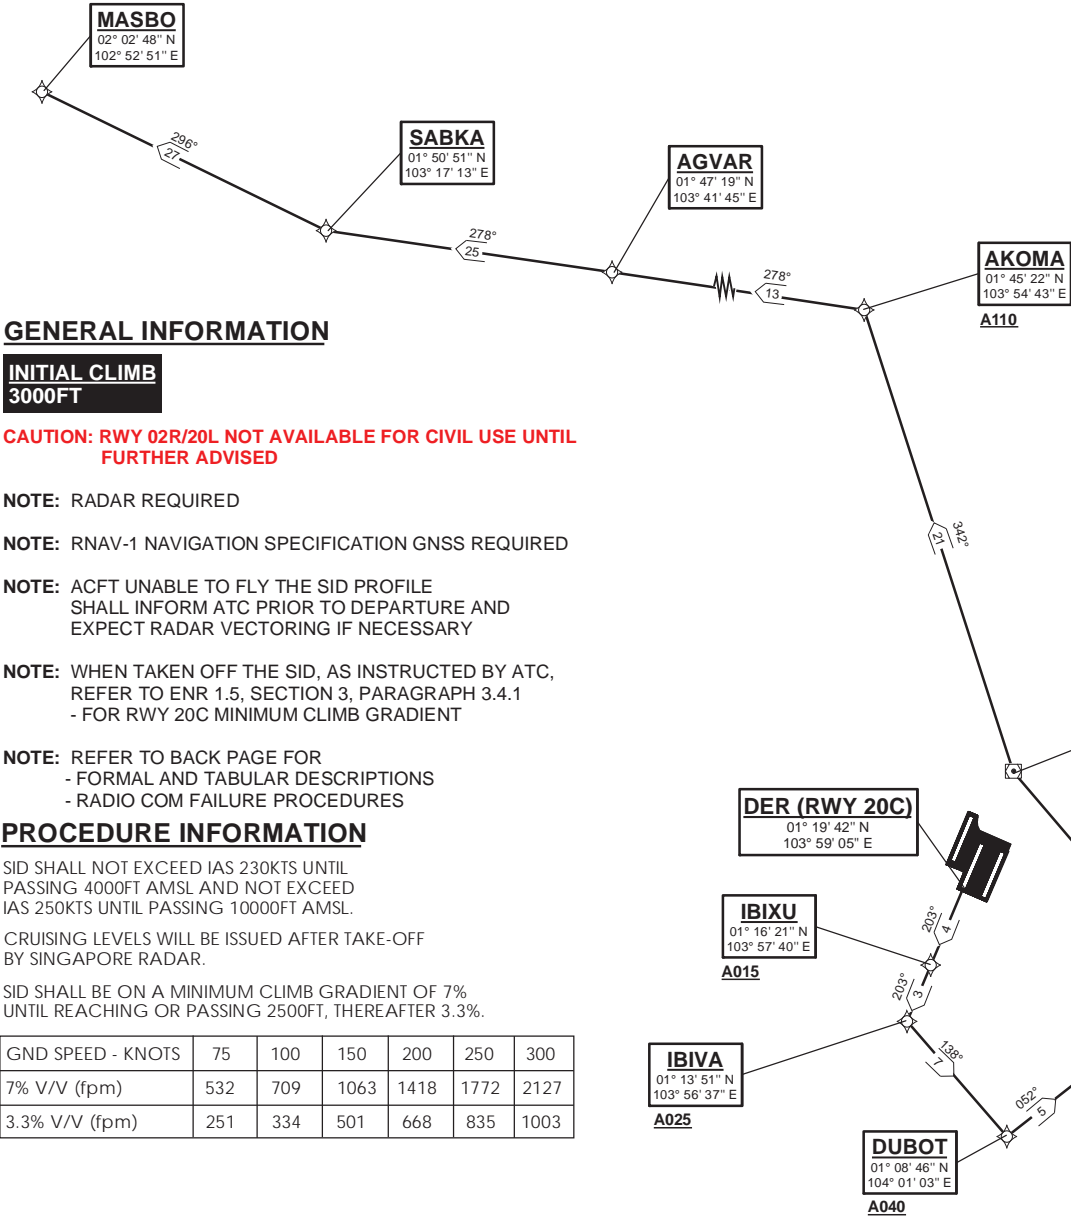 MASBO
02° 02' 48" N
102° 52' 51" E
296°
27
SABKA
01° 50' 51" N
103° 17' 13" E
278°
25
AGVAR
01° 47' 19" N
103° 41' 45" E
278°
13
AKOMA
01° 45' 22" N
103° 54' 43" E
A110
342°
21
GENERAL INFORMATION
INITIAL CLIMB
3000FT
CAUTION: RWY 02R/20L NOT AVAILABLE FOR CIVIL USE UNTIL
FURTHER ADVISED
NOTE: RADAR REQUIRED
NOTE: RNAV-1 NAVIGATION SPECIFICATION GNSS REQUIRED
NOTE: ACFT UNABLE TO FLY THE SID PROFILE
SHALL INFORM ATC PRIOR TO DEPARTURE AND
EXPECT RADAR VECTORING IF NECESSARY
NOTE: WHEN TAKEN OFF THE SID, AS INSTRUCTED BY ATC,
REFER TO ENR 1.5, SECTION 3, PARAGRAPH 3.4.1
- FOR RWY 20C MINIMUM CLIMB GRADIENT
NOTE: REFER TO BACK PAGE FOR
- FORMAL AND TABULAR DESCRIPTIONS
- RADIO COM FAILURE PROCEDURES
PROCEDURE INFORMATION
SID SHALL NOT EXCEED IAS 230KTS UNTIL
PASSING 4000FT AMSL AND NOT EXCEED
IAS 250KTS UNTIL PASSING 10000FT AMSL.
CRUISING LEVELS WILL BE ISSUED AFTER TAKE-OFF
BY SINGAPORE RADAR.
SID SHALL BE ON A MINIMUM CLIMB GRADIENT OF 7%
UNTIL REACHING OR PASSING 2500FT, THEREAFTER 3.3%.
GND SPEED - KNOTS 75 100 150 200 250 300
7% V/V (fpm) 532 709 1063 1418 1772 2127
3.3% V/V (fpm) 251 334 501 668 835 1003
DER (RWY 20C)
01° 19' 42" N
103° 59' 05" E
203°
4
IBIXU
01° 16' 21" N
103° 57' 40" E
A015
203°
3
IBIVA
01° 13' 51" N
103° 56' 37" E
A025
138°
7
DUBOT
01° 08' 46" N
104° 01' 03" E
A040
052°
5